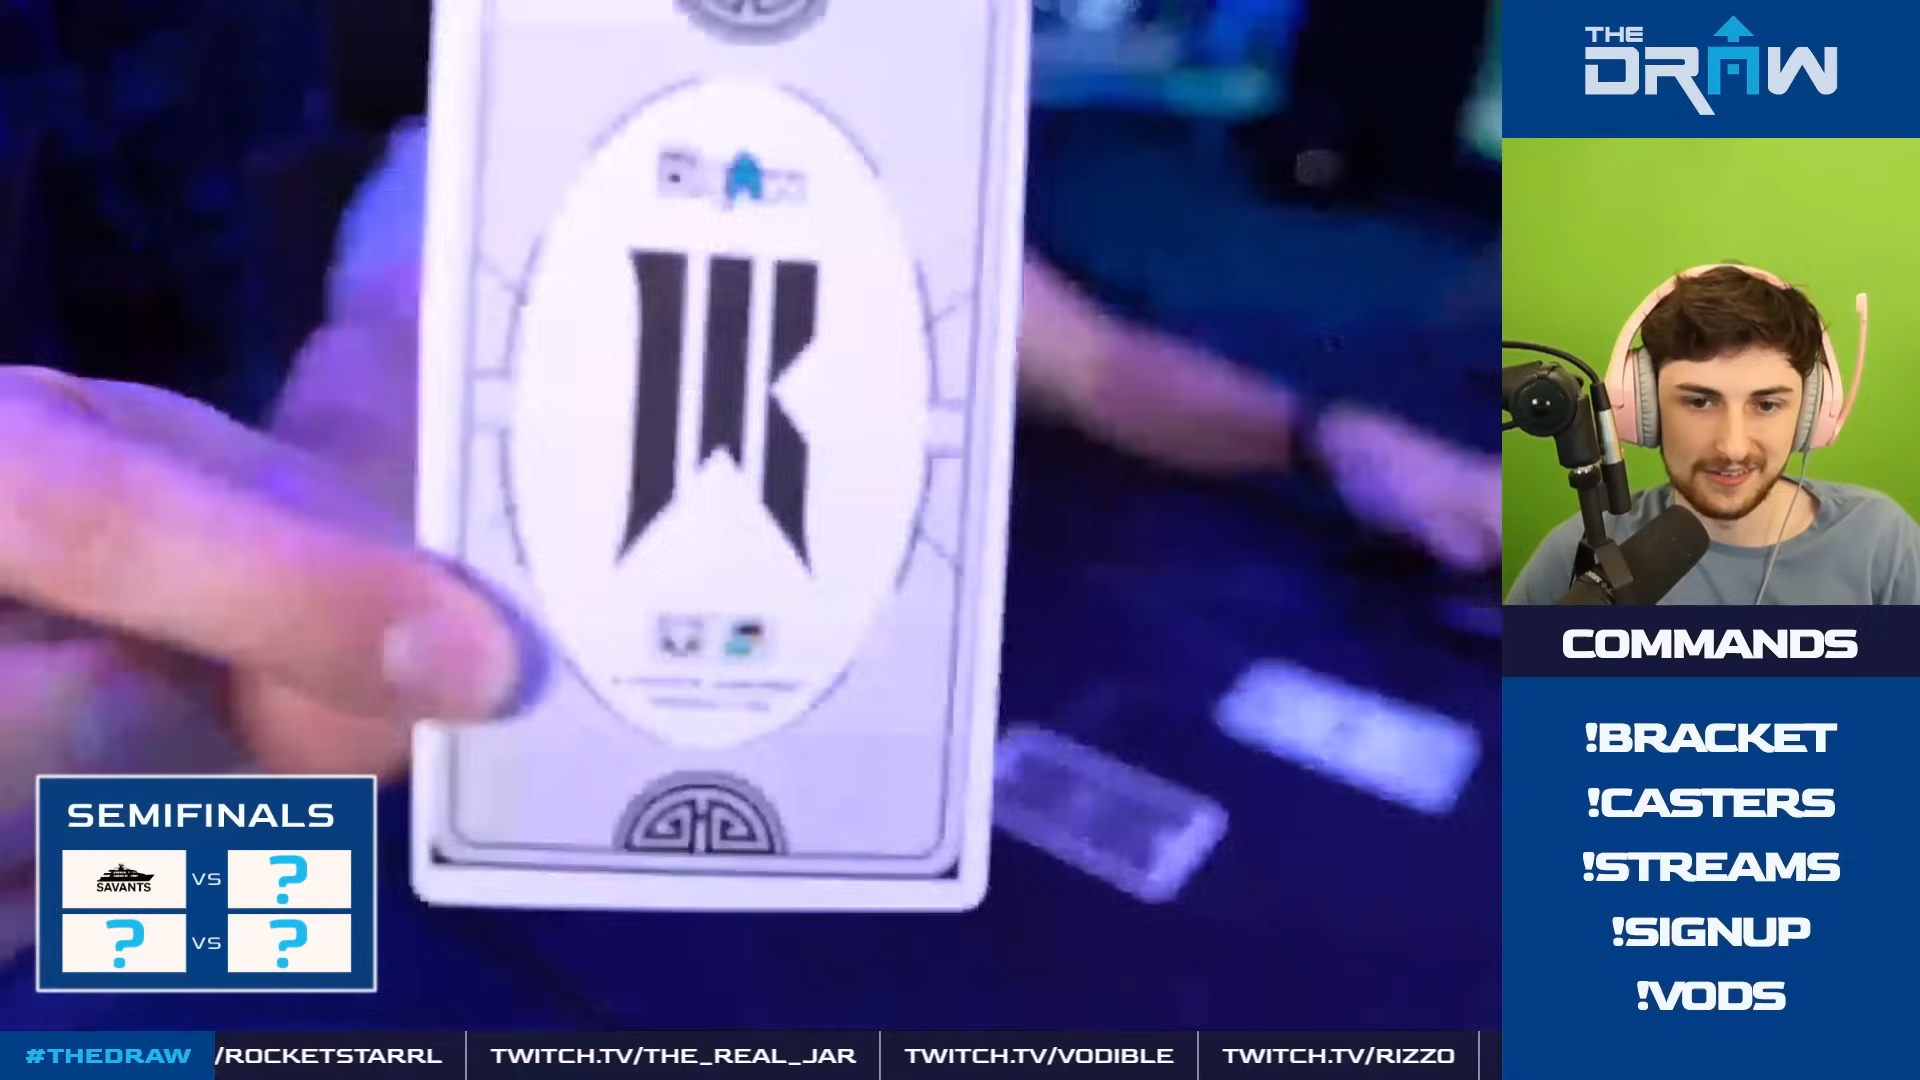 THE
DRAW
COMMANDS
!BRACKET
!CASTERS
!STREAMS
!SIGNUP
!VODS
SEMIFINALS
SAVANTS VS ?
? VS ?
#THEDRAW /ROCKETSTARRL TWITCH.TV/THE_REAL_JAR TWITCH.TV/VODIBLE TWITCH.TV/RIZZO